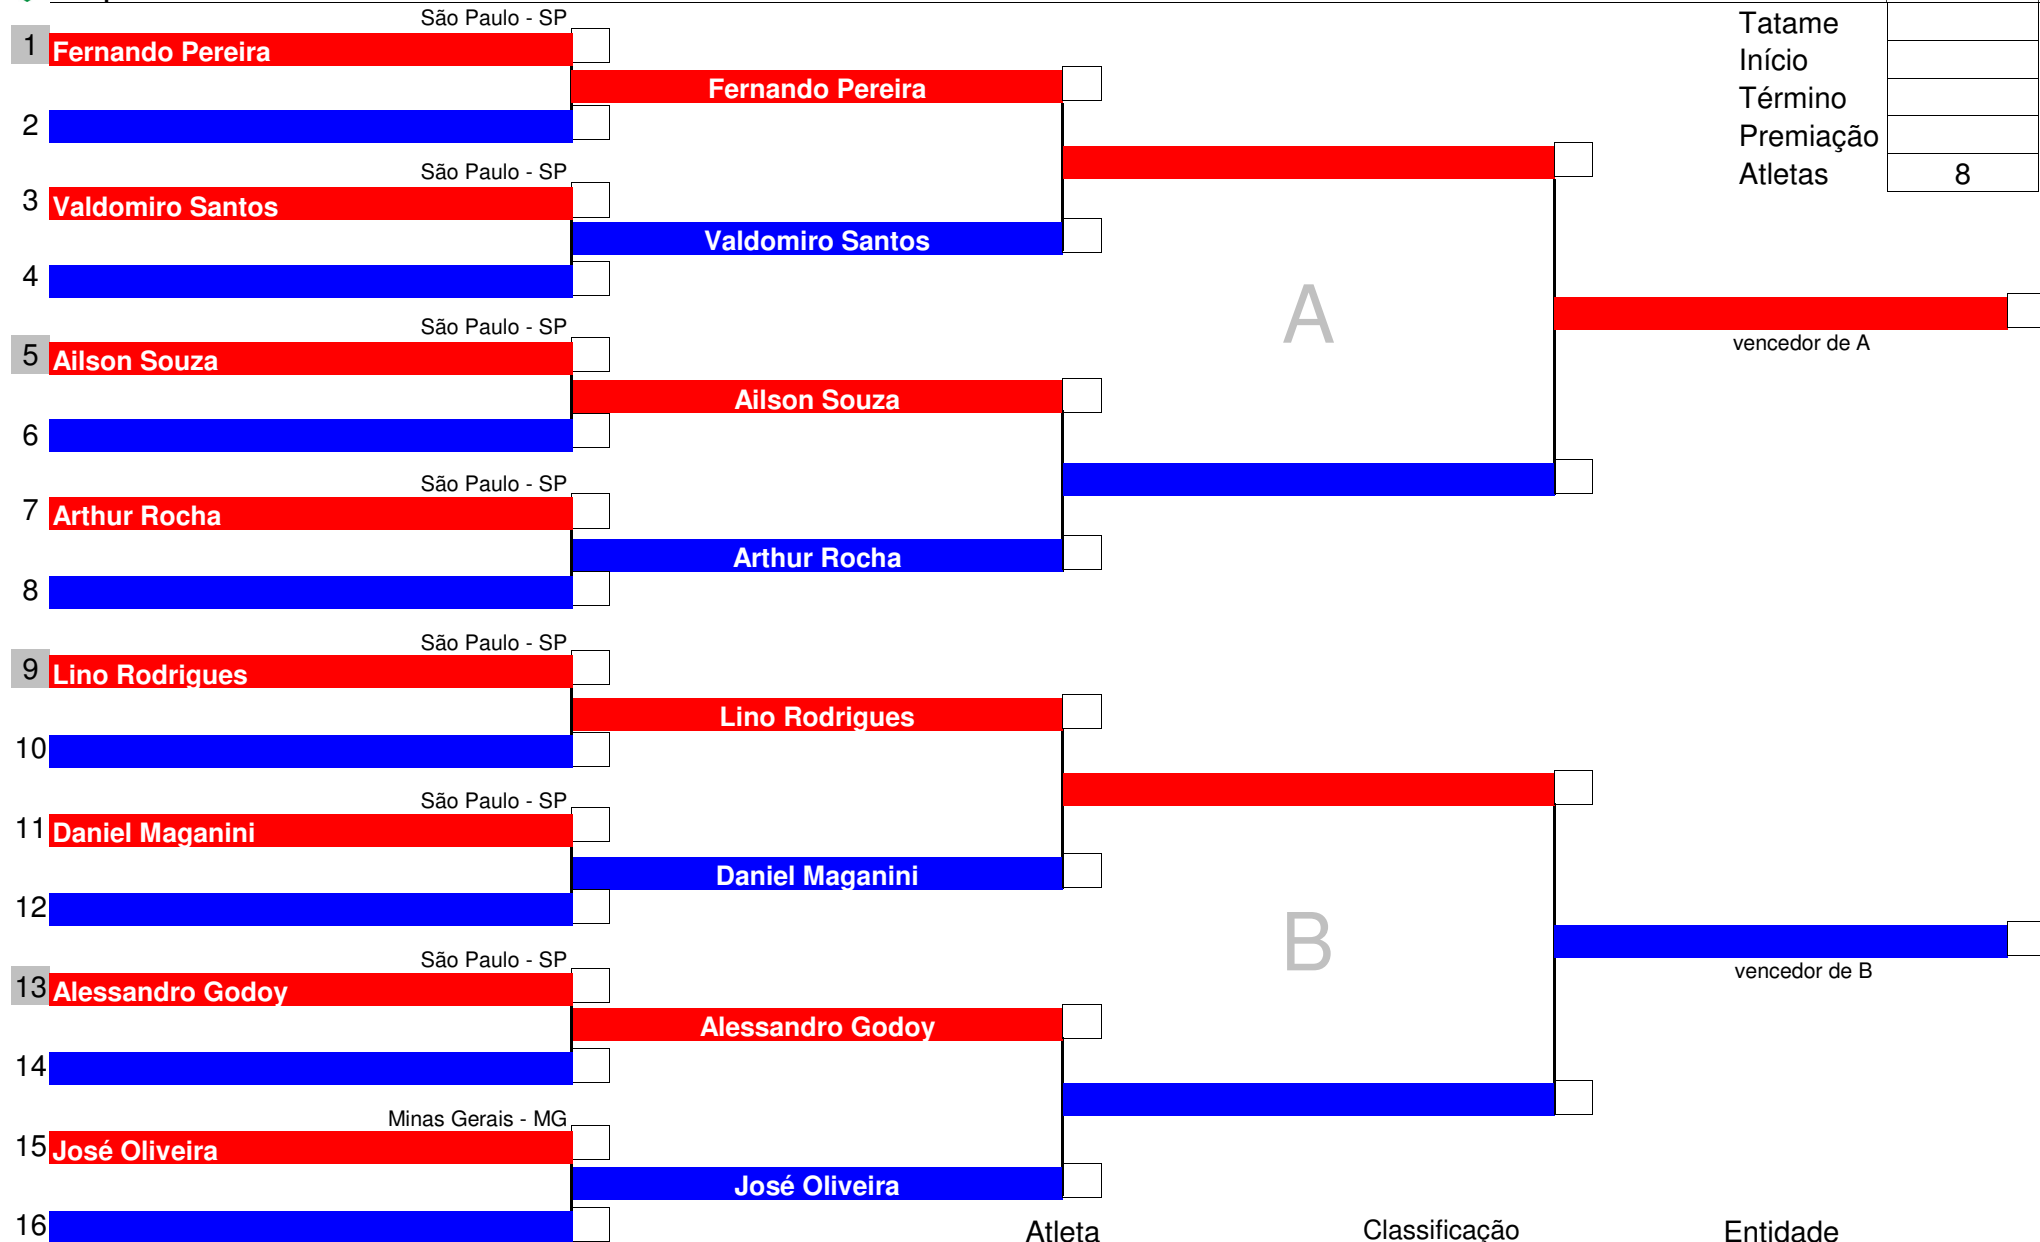 São Paulo - SP
1 Fernando Pereira
Fernando Pereira
2
São Paulo - SP
3 Valdomiro Santos
Valdomiro Santos
4
São Paulo - SP
5 Ailson Souza
Ailson Souza
6
São Paulo - SP
7 Arthur Rocha
Arthur Rocha
8
São Paulo - SP
9 Lino Rodrigues
Lino Rodrigues
10
São Paulo - SP
11 Daniel Maganini
Daniel Maganini
12
São Paulo - SP
13 Alessandro Godoy
Alessandro Godoy
14
Minas Gerais - MG
15 José Oliveira
José Oliveira
16
A
B
Tatame
Início
Término
Premiação
Atletas 8
vencedor de A
vencedor de B
Atleta Classificação Entidade